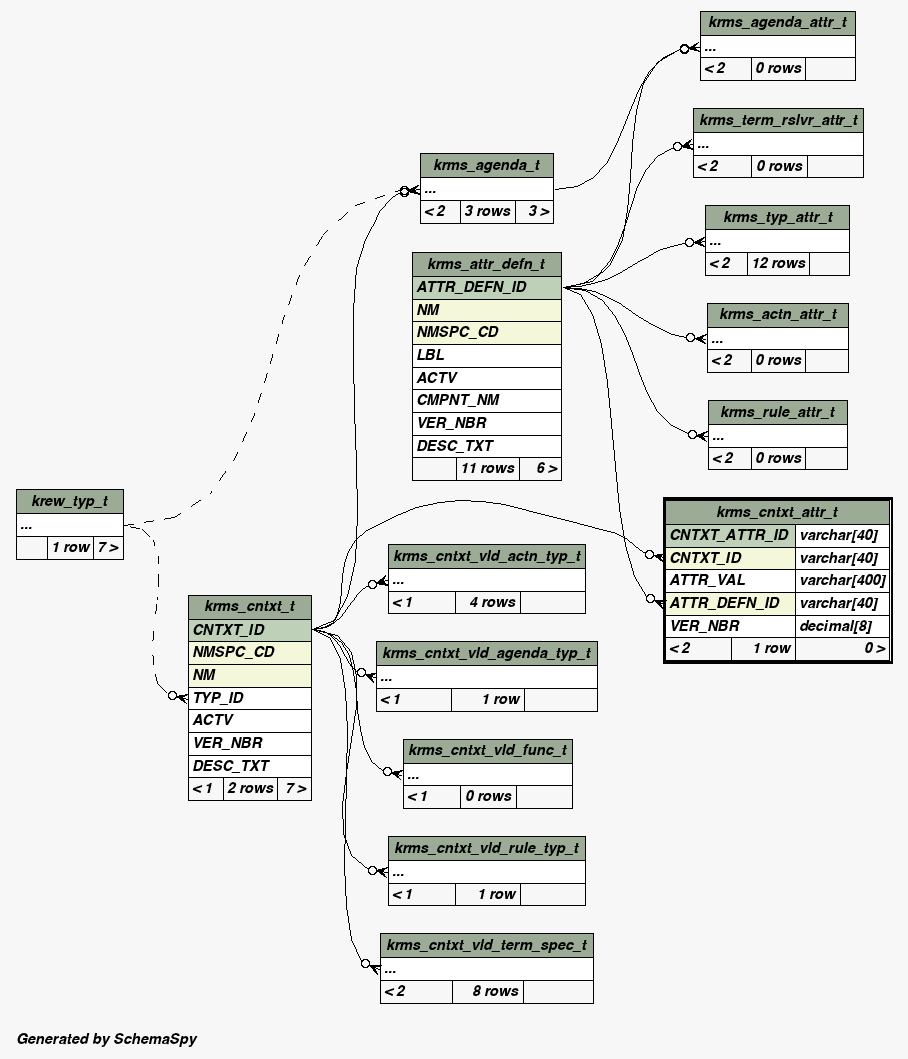 krms_agenda_attr_t
...
< 2 0 rows
krms_term_rslvr_attr_t
...
< 2 0 rows
krms_agenda_t
...
< 2 3 rows 3 >
krms_typ_attr_t
...
< 2 12 rows
krms_attr_defn_t
ATTR_DEFN_ID
NM
NMSPC_CD
LBL
ACTV
CMPNT_NM
VER_NBR
DESC_TXT
11 rows 6 >
krms_actn_attr_t
...
< 2 0 rows
krms_rule_attr_t
...
< 2 0 rows
krew_typ_t
...
1 row 7 >
krms_cntxt_attr_t
CNTXT_ATTR_ID varchar[40]
CNTXT_ID varchar[40]
ATTR_VAL varchar[400]
ATTR_DEFN_ID varchar[40]
VER_NBR decimal[8]
< 2 1 row 0 >
krms_cntxt_vld_actn_typ_t
...
< 1 4 rows
krms_cntxt_t
CNTXT_ID
NMSPC_CD
NM
TYP_ID
ACTV
VER_NBR
DESC_TXT
< 1 2 rows 7 >
krms_cntxt_vld_agenda_typ_t
...
< 1 1 row
krms_cntxt_vld_func_t
...
< 1 0 rows
krms_cntxt_vld_rule_typ_t
...
< 1 1 row
krms_cntxt_vld_term_spec_t
...
< 2 8 rows
Generated by SchemaSpy